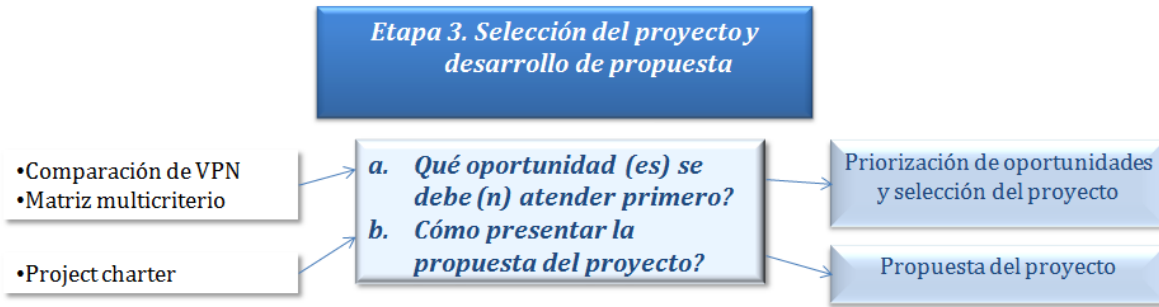 Etapa 3. Selección del proyecto y
desarrollo de propuesta
•Comparación de VPN
•Matriz multicriterio
•Project charter
a. Qué oportunidad (es) se
debe (n) atender primero?
b. Cómo presentar la
propuesta del proyecto?
Priorización de oportunidades
y selección del proyecto
Propuesta del proyecto